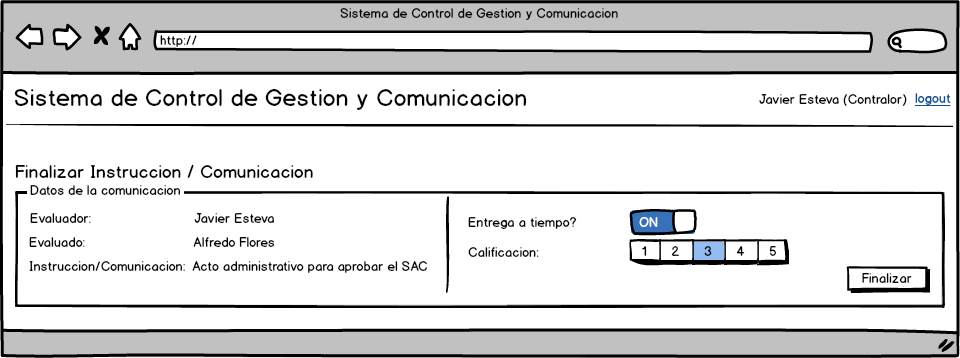 Sistema de Control de Gestion y Comunicacion
http://
Sistema de Control de Gestion y Comunicacion
Javier Esteva (Contralor) logout
Finalizar Instruccion / Comunicacion
Datos de la comunicacion
Evaluador: Javier Esteva
Evaluado: Alfredo Flores
Instruccion/Comunicacion: Acto administrativo para aprobar el SAC
Entrega a tiempo? ON
Calificacion: 1 2 3 4 5
Finalizar